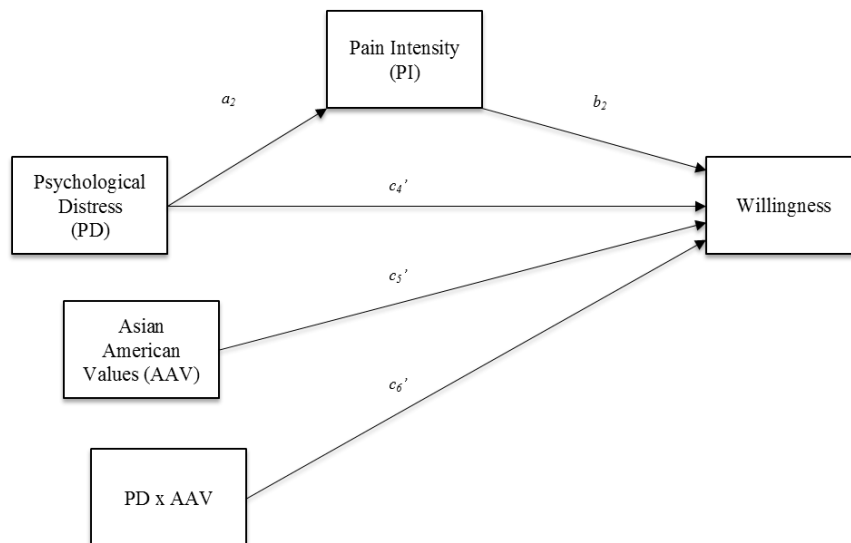 Pain Intensity
(PI)
a₂
b₂
Psychological
Distress
(PD)
c₄’
Willingness
c₅’
Asian
American
Values (AAV)
c₆’
PD x AAV